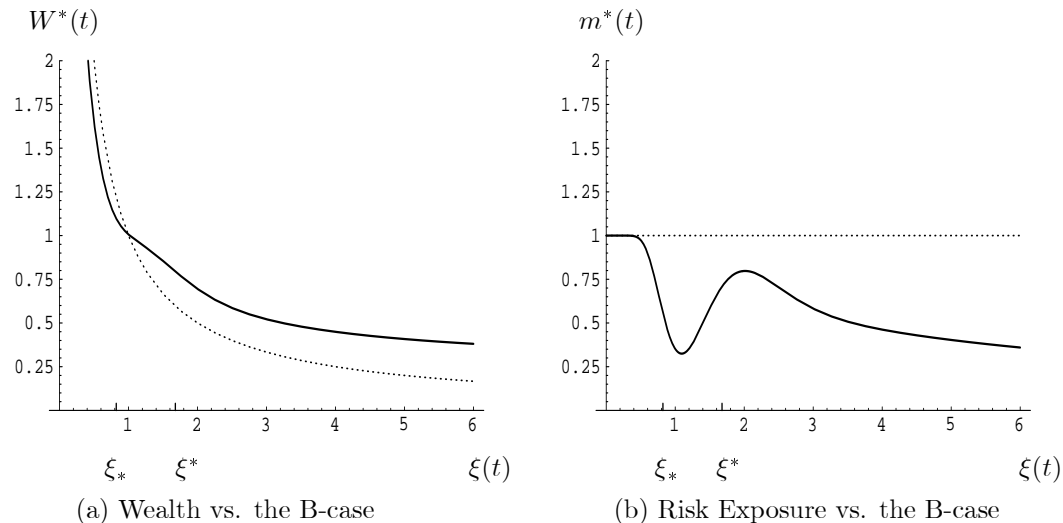 W*(t)
2
1.75
1.5
1.25
1
0.75
0.5
0.25
1 2 3 4 5 6
ξ_* ξ^* ξ(t)
(a) Wealth vs. the B-case
m*(t)
2
1.75
1.5
1.25
1
0.75
0.5
0.25
1 2 3 4 5 6
ξ_* ξ^* ξ(t)
(b) Risk Exposure vs. the B-case